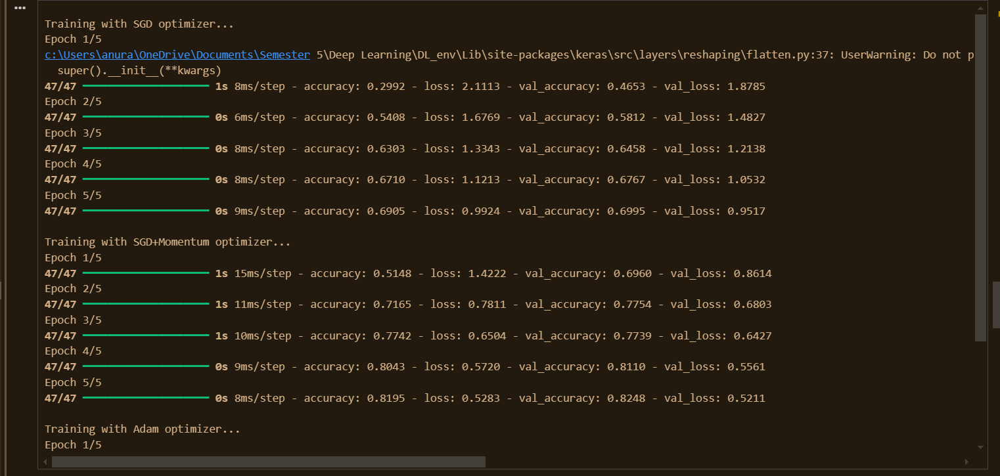 Training with SGD optimizer...
Epoch 1/5
c:\Users\anura\OneDrive\Documents\Semester 5\Deep Learning\DL_env\Lib\site-packages\keras\src\layers\reshaping\flatten.py:37: UserWarning: Do not p
  super().__init__(**kwargs)
47/47 ━━━━━━━━━━━━━━━━━━━━ 1s 8ms/step - accuracy: 0.2992 - loss: 2.1113 - val_accuracy: 0.4653 - val_loss: 1.8785
Epoch 2/5
47/47 ━━━━━━━━━━━━━━━━━━━━ 0s 6ms/step - accuracy: 0.5408 - loss: 1.6769 - val_accuracy: 0.5812 - val_loss: 1.4827
Epoch 3/5
47/47 ━━━━━━━━━━━━━━━━━━━━ 0s 8ms/step - accuracy: 0.6303 - loss: 1.3343 - val_accuracy: 0.6458 - val_loss: 1.2138
Epoch 4/5
47/47 ━━━━━━━━━━━━━━━━━━━━ 0s 8ms/step - accuracy: 0.6710 - loss: 1.1213 - val_accuracy: 0.6767 - val_loss: 1.0532
Epoch 5/5
47/47 ━━━━━━━━━━━━━━━━━━━━ 0s 9ms/step - accuracy: 0.6905 - loss: 0.9924 - val_accuracy: 0.6995 - val_loss: 0.9517
Training with SGD+Momentum optimizer...
Epoch 1/5
47/47 ━━━━━━━━━━━━━━━━━━━━ 1s 15ms/step - accuracy: 0.5148 - loss: 1.4222 - val_accuracy: 0.6960 - val_loss: 0.8614
Epoch 2/5
47/47 ━━━━━━━━━━━━━━━━━━━━ 1s 11ms/step - accuracy: 0.7165 - loss: 0.7811 - val_accuracy: 0.7754 - val_loss: 0.6803
Epoch 3/5
47/47 ━━━━━━━━━━━━━━━━━━━━ 1s 10ms/step - accuracy: 0.7742 - loss: 0.6504 - val_accuracy: 0.7739 - val_loss: 0.6427
Epoch 4/5
47/47 ━━━━━━━━━━━━━━━━━━━━ 0s 9ms/step - accuracy: 0.8043 - loss: 0.5720 - val_accuracy: 0.8110 - val_loss: 0.5561
Epoch 5/5
47/47 ━━━━━━━━━━━━━━━━━━━━ 0s 8ms/step - accuracy: 0.8195 - loss: 0.5283 - val_accuracy: 0.8248 - val_loss: 0.5211
Training with Adam optimizer...
Epoch 1/5